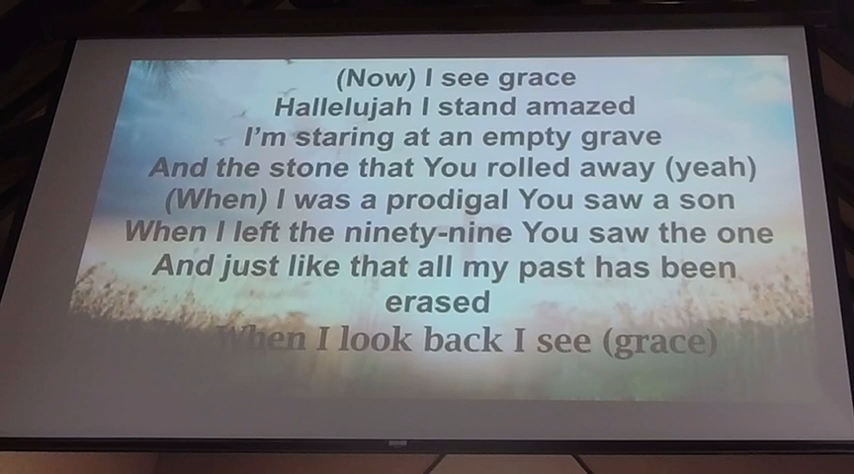 (Now) I see grace
Hallelujah I stand amazed
I'm staring at an empty grave
And the stone that You rolled away (yeah)
(When) I was a prodigal You saw a son
When I left the ninety-nine You saw the one
And just like that all my past has been
erased
When I look back I see (grace)